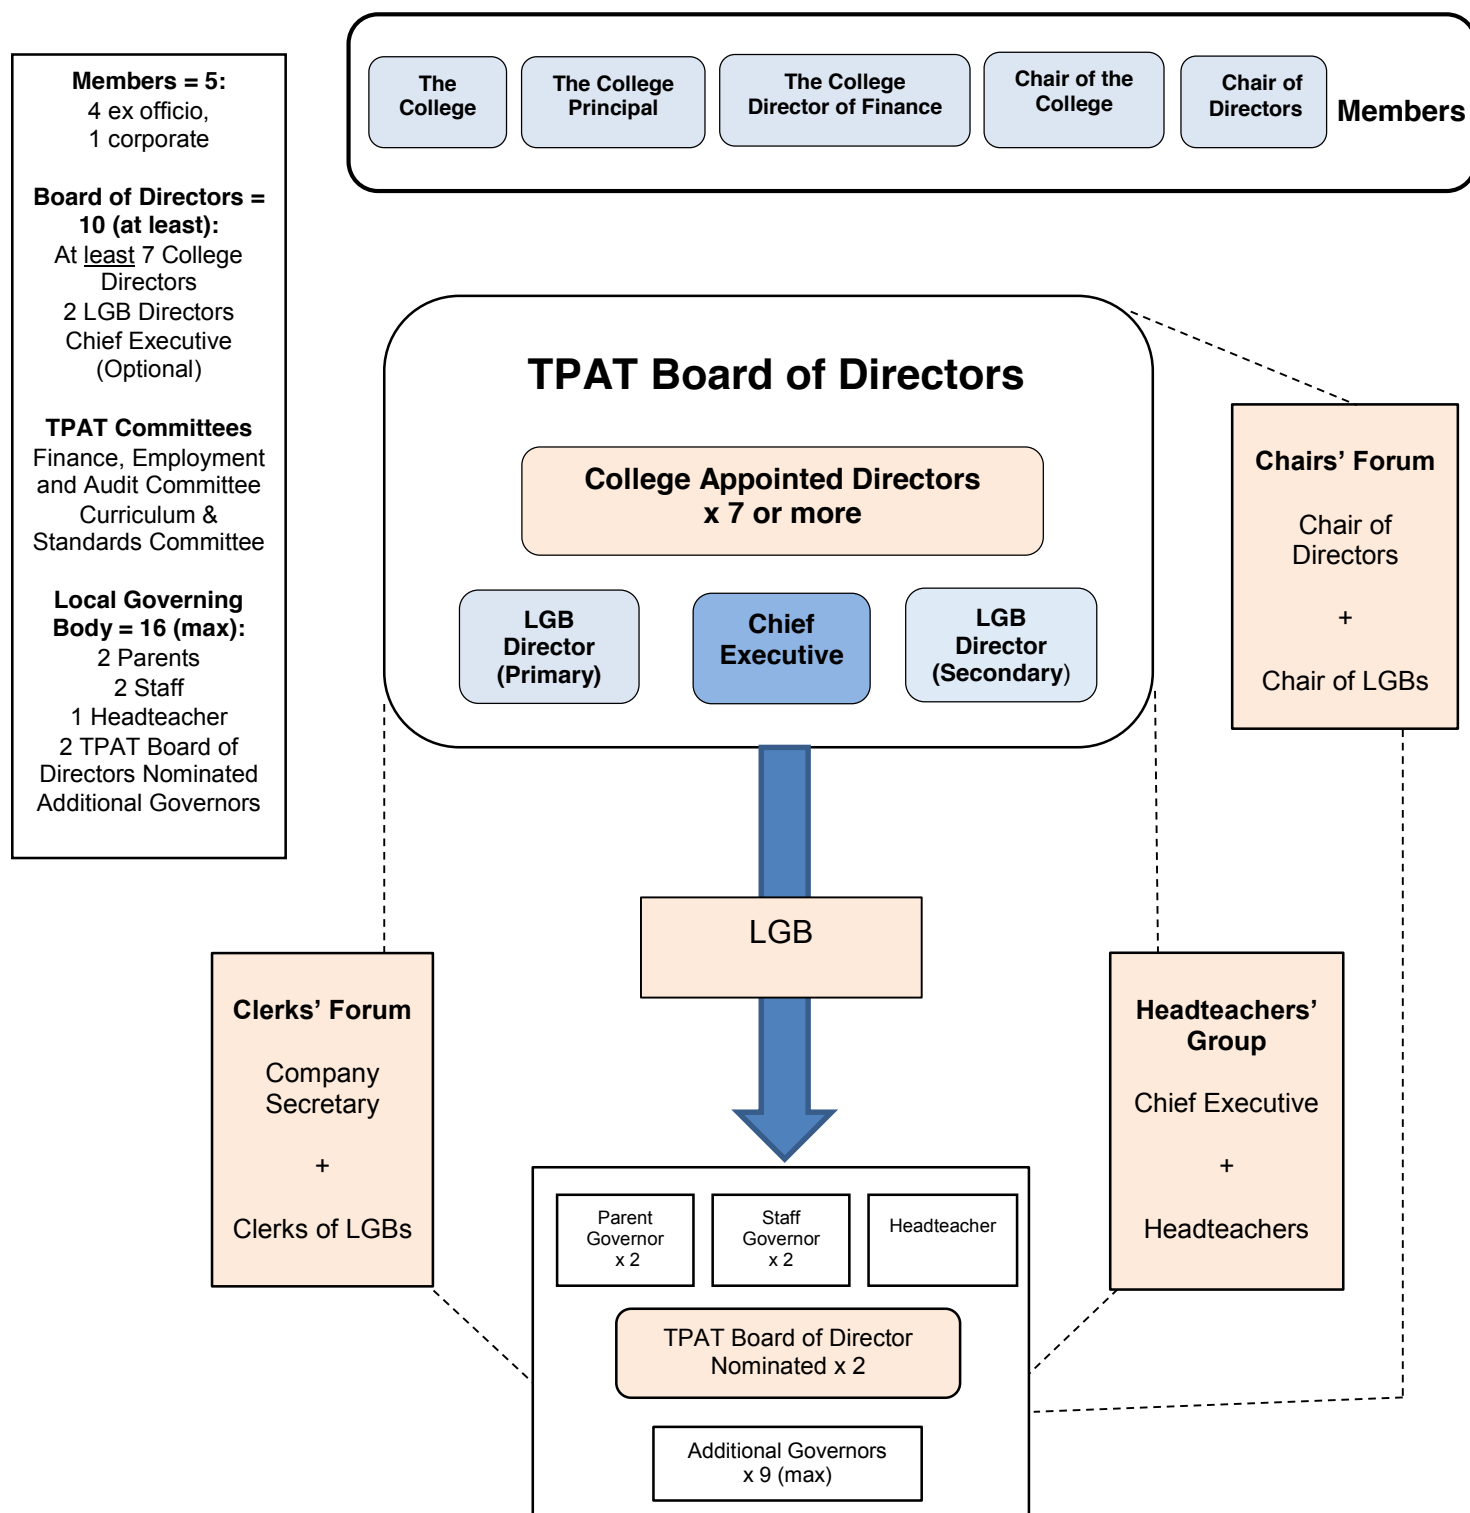 Members = 5:
4 ex officio,
1 corporate
Board of Directors =
10 (at least):
At least 7 College
Directors
2 LGB Directors
Chief Executive
(Optional)
TPAT Committees
Finance, Employment
and Audit Committee
Curriculum &
Standards Committee
Local Governing
Body = 16 (max):
2 Parents
2 Staff
1 Headteacher
2 TPAT Board of
Directors Nominated
Additional Governors
The
College
The College
Principal
The College
Director of Finance
Chair of the
College
Chair of
Directors
Members
TPAT Board of Directors
College Appointed Directors
x 7 or more
LGB
Director
(Primary)
Chief
Executive
LGB
Director
(Secondary)
Chairs’ Forum
Chair of
Directors
+
Chair of LGBs
LGB
Clerks’ Forum
Company
Secretary
+
Clerks of LGBs
Headteachers’
Group
Chief Executive
+
Headteachers
Parent
Governor
x 2
Staff
Governor
x 2
Headteacher
TPAT Board of Director
Nominated x 2
Additional Governors
x 9 (max)